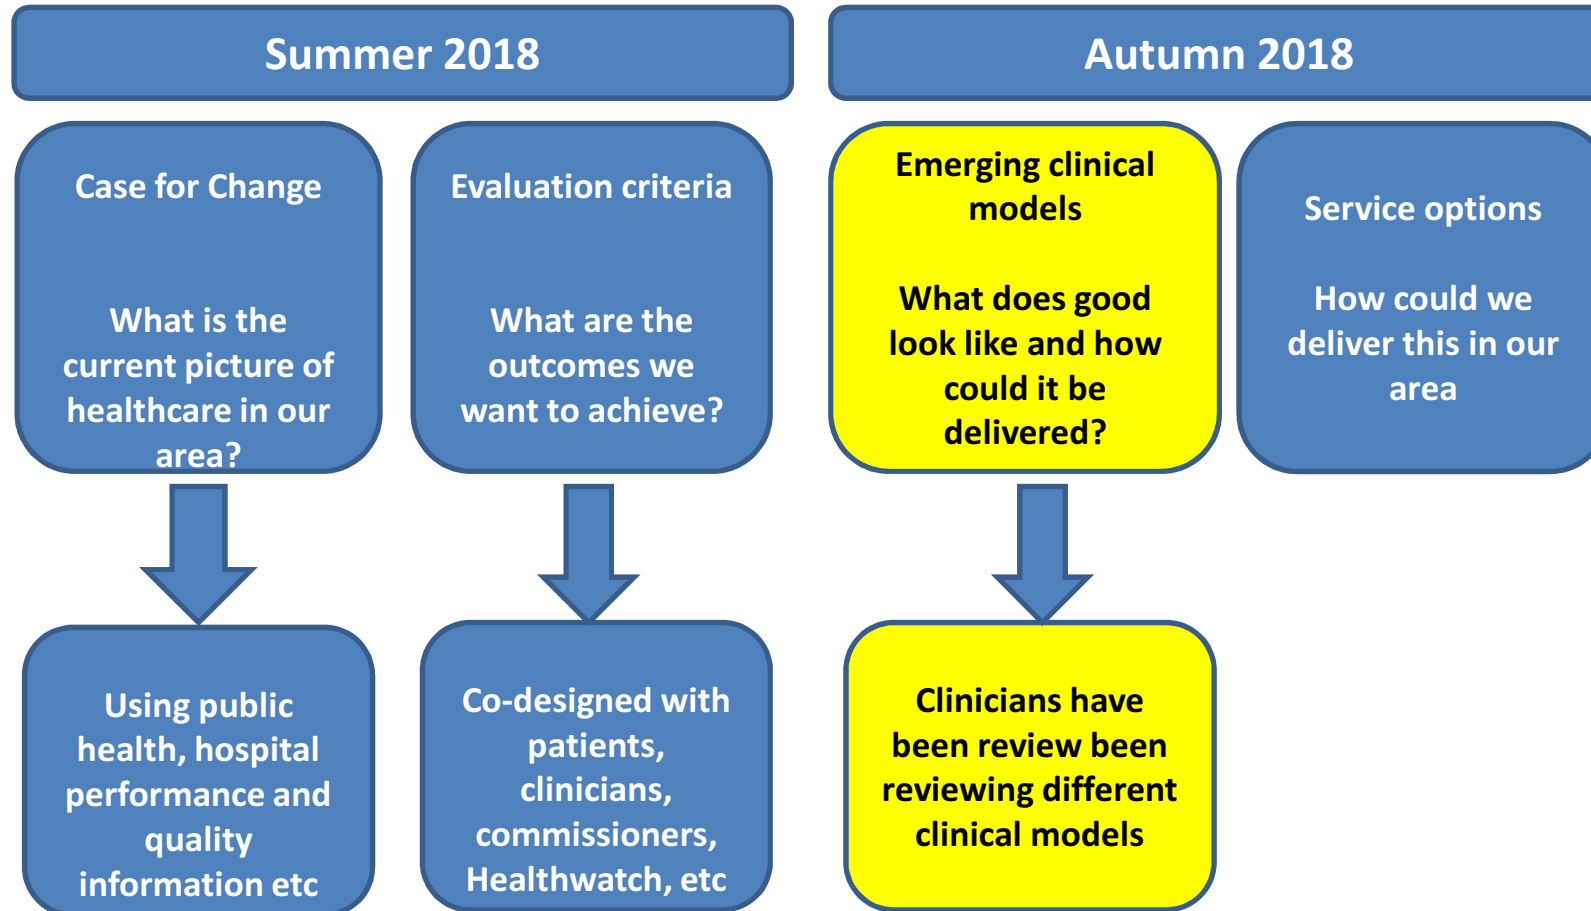 Summer 2018
Autumn 2018
Case for Change
What is the
current picture of
healthcare in our
area?
Evaluation criteria
What are the
outcomes we
want to achieve?
Emerging clinical
models
What does good
look like and how
could it be
delivered?
Service options
How could we
deliver this in our
area
Using public
health, hospital
performance and
quality
information etc
Co-designed with
patients,
clinicians,
commissioners,
Healthwatch, etc
Clinicians have
been review been
reviewing different
clinical models